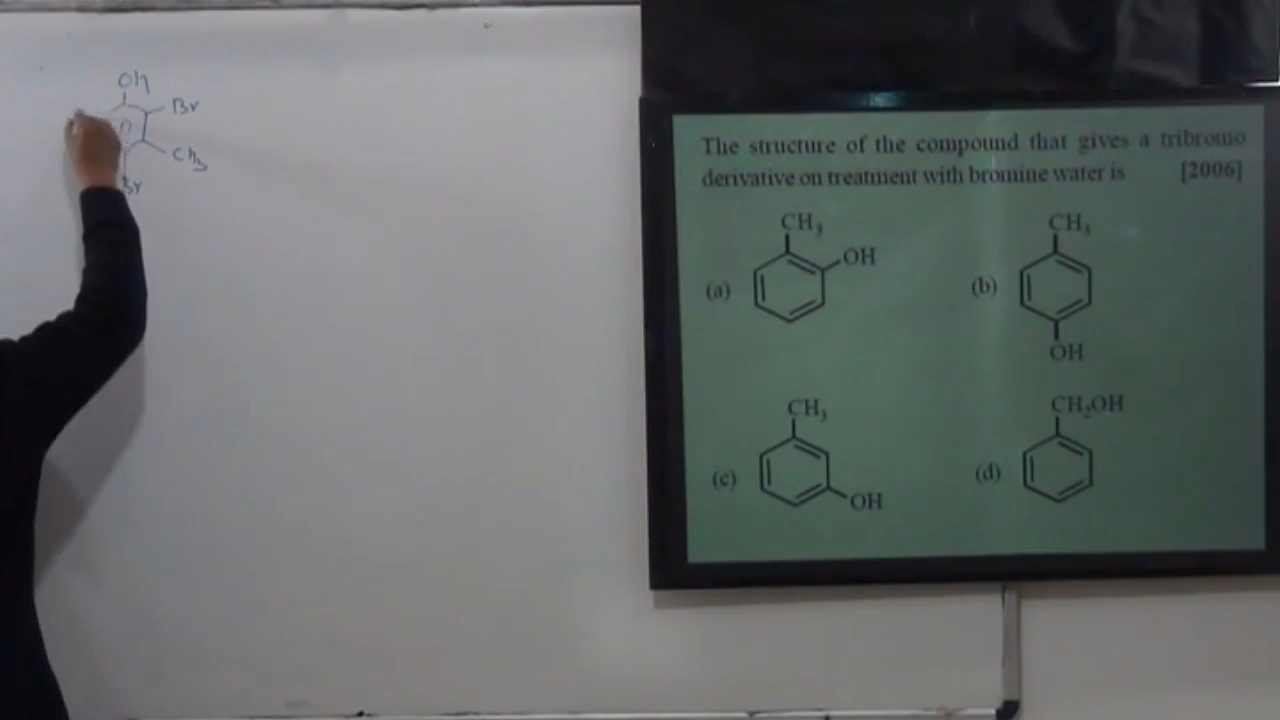 OH
Br
CH3
Br
The structure of the compound that gives a tribromo
derivative on treatment with bromine water is [2006]
CH₃
OH
(a)
CH₃
(b)
OH
CH₃
(c)
OH
CH₂OH
(d)